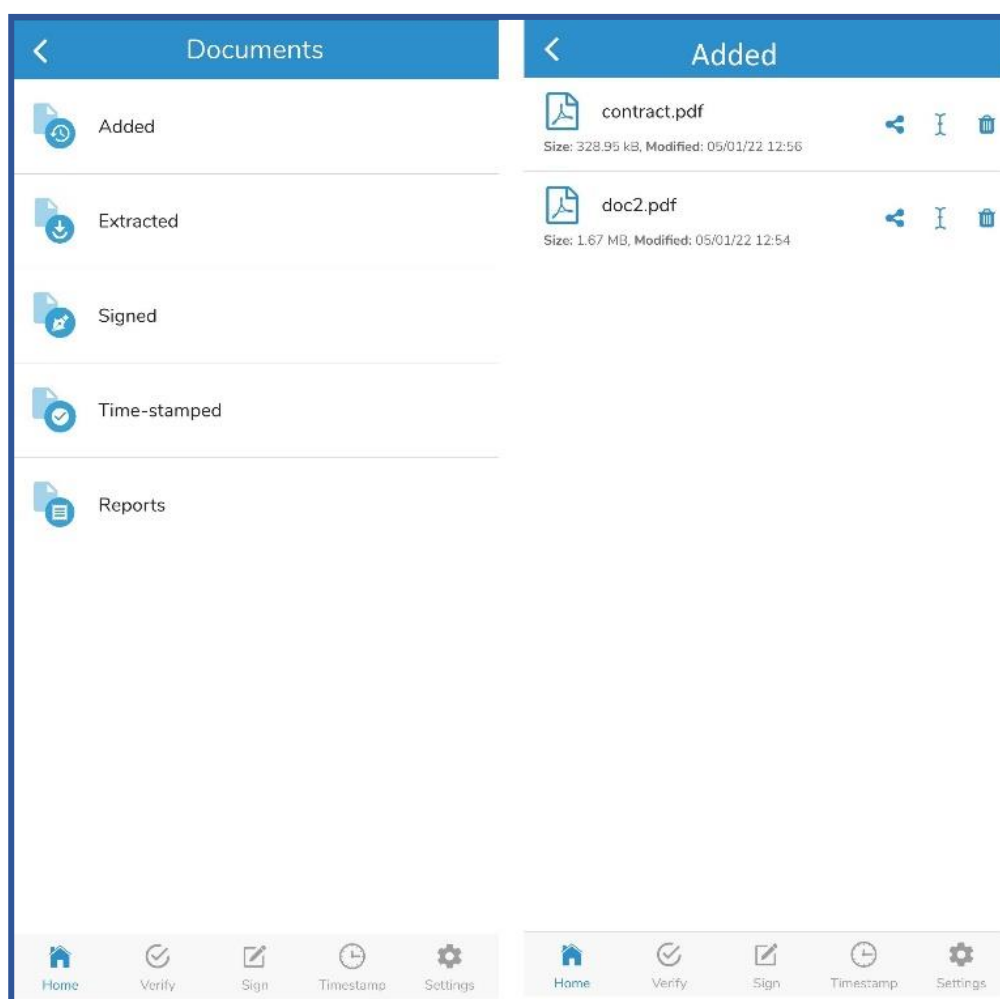 Documents
Added
Extracted
Signed
Time-stamped
Reports
Home Verify Sign Timestamp Settings
Added
contract.pdf
Size: 328.95 kB, Modified: 05/01/22 12:56
doc2.pdf
Size: 1.67 MB, Modified: 05/01/22 12:54
Home Verify Sign Timestamp Settings